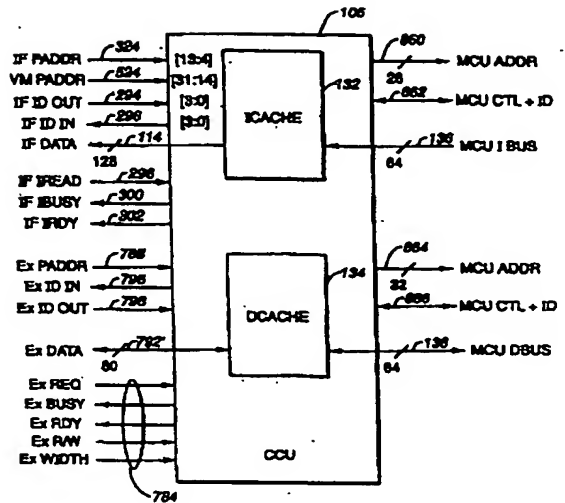 106
IF PADDR 324 [13:4] 860 MCU ADDR
28
VM PADDR 524 [31:14] 132
IF ID OUT 294 [3:0] 862 MCU CTL + ID
IF ID IN 296 [3:0] ICACHE
IF DATA 114 136 MCU I BUS
128 64
IF IREAD 298
IF IBUSY 300
IF IRDY 302
Ex PADDR 788 864 MCU ADDR
32
Ex ID IN 796 134
Ex ID OUT 798 866 MCU CTL + ID
DCACHE
Ex DATA 792 136 MCU DBUS
80 64
Ex REQ
Ex BUSY
Ex RDY
Ex R/W
Ex WIDTH CCU
784